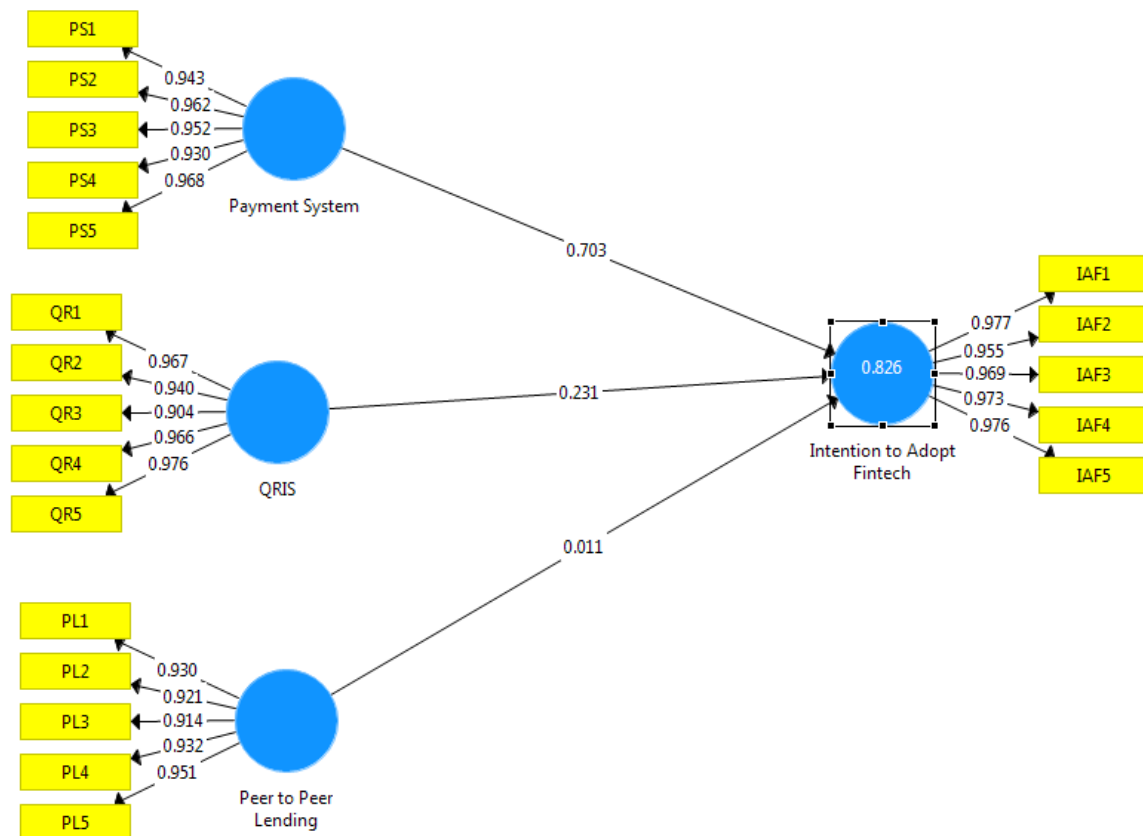 PS1
PS2
PS3
PS4
PS5
0.943
0.962
0.952
0.930
0.968
Payment System
0.703
QR1
QR2
QR3
QR4
QR5
0.967
0.940
0.904
0.966
0.976
QRIS
0.231
PL1
PL2
PL3
PL4
PL5
0.930
0.921
0.914
0.932
0.951
Peer to Peer
Lending
0.011
0.826
Intention to Adopt
Fintech
0.977
0.955
0.969
0.973
0.976
IAF1
IAF2
IAF3
IAF4
IAF5